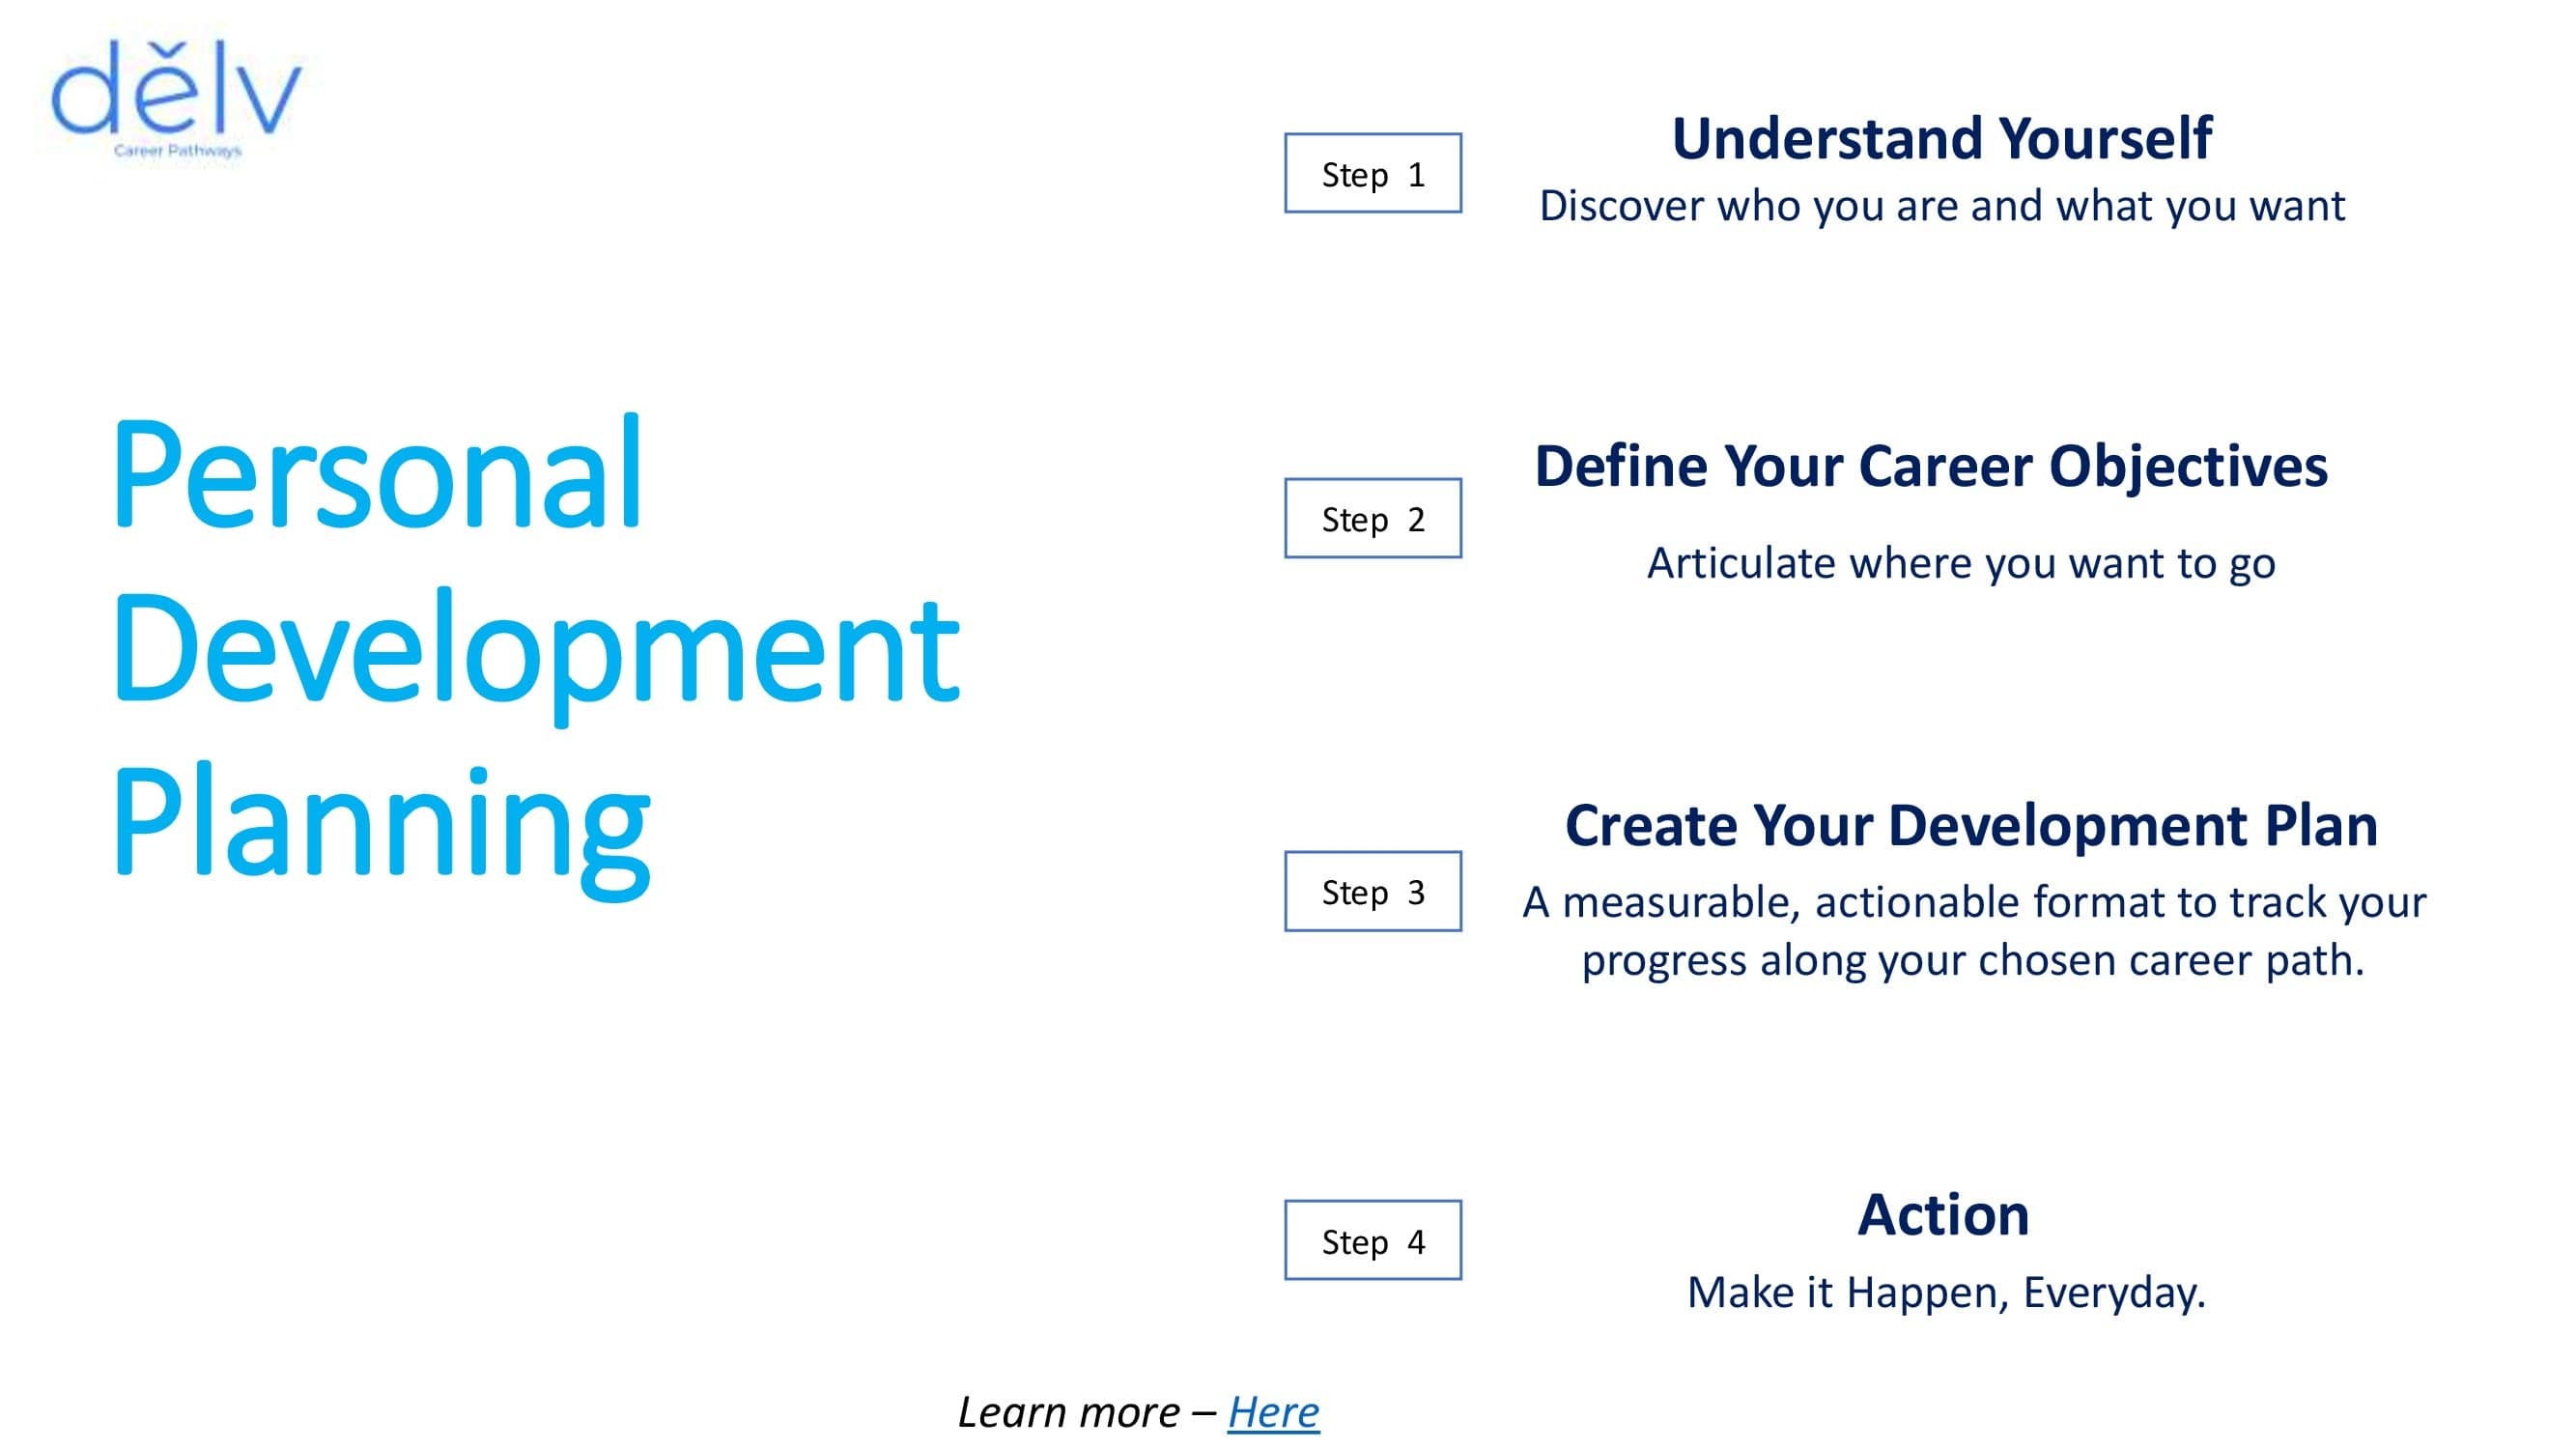 dělv
Career Pathways
Personal
Development
Planning
Step 1
Understand Yourself
Discover who you are and what you want
Step 2
Define Your Career Objectives
Articulate where you want to go
Step 3
Create Your Development Plan
A measurable, actionable format to track your
progress along your chosen career path.
Step 4
Action
Make it Happen, Everyday.
Learn more – Here